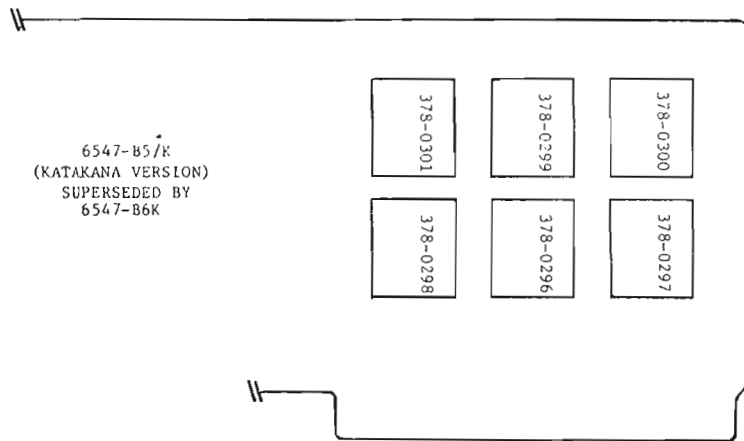 6547-B5/K
(KATAKANA VERSION)
SUPERSEDED BY
6547-B6K
378-0301
378-0299
378-0300
378-0298
378-0296
378-0297